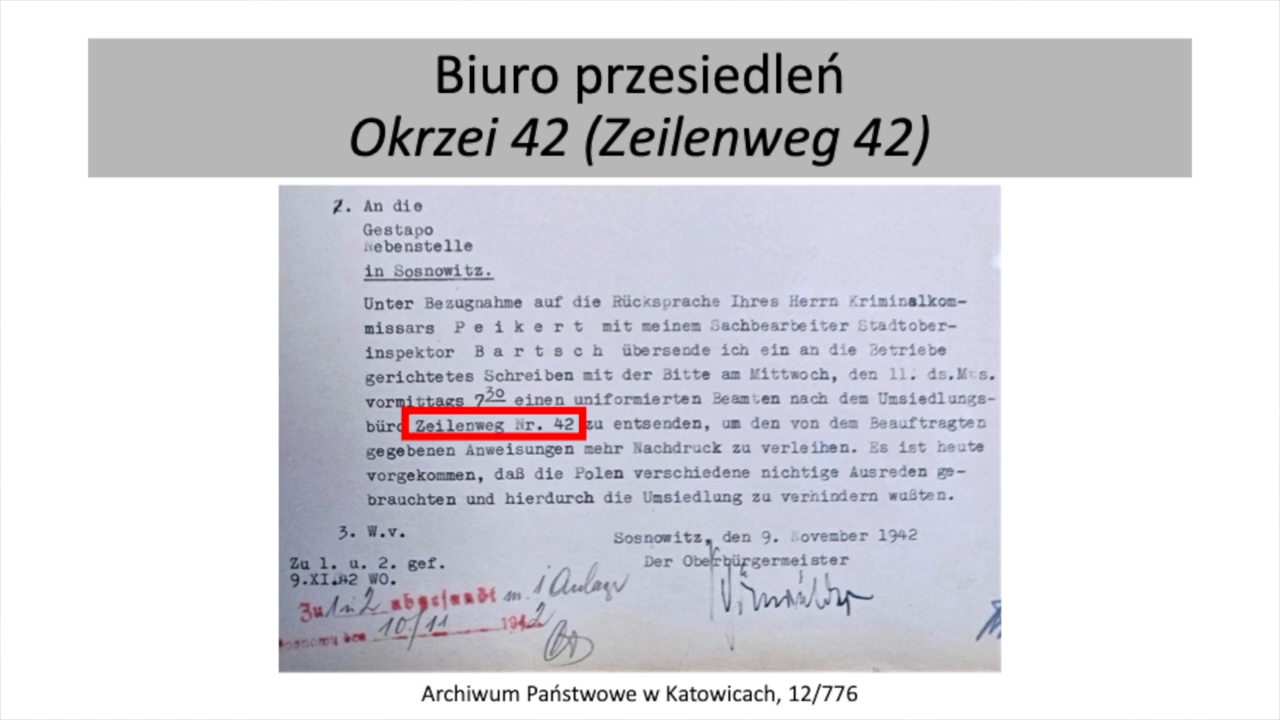 Biuro przesiedleń
Okrzei 42 (Zeilenweg 42)
2. An die
Gestapo
Nebenstelle
in Sosnowitz.
Unter Bezugnahme auf die Rücksprache Ihres Herrn Kriminalkom-
missars P e i k e r t mit meinem Sachbearbeiter Stadtober-
inspektor B a r t s c h übersende ich ein an die Betriebe
gerichtetes Schreiben mit der Bitte am Mittwoch, den 11. ds.Mts.
vormittags 7³⁰ einen uniformierten Beamten nach dem Umsiedlungs-
büro Zeilenweg Nr. 42 zu entsenden, um den von dem Beauftragten
gegebenen Anweisungen mehr Nachdruck zu verleihen. Es ist heute
vorgekommen, daß die Polen verschiedene nichtige Ausreden ge-
brauchten und hierdurch die Umsiedlung zu verhindern wußten.
3. W.v.
Sosnowitz, den 9. November 1942
Zu 1. u. 2. gef.
Der Oberbürgermeister
9.XI.42 WO.
Zu 1 u 2 abgesandt m. 1 Anlage
10/11 1942
Archiwum Państwowe w Katowicach, 12/776